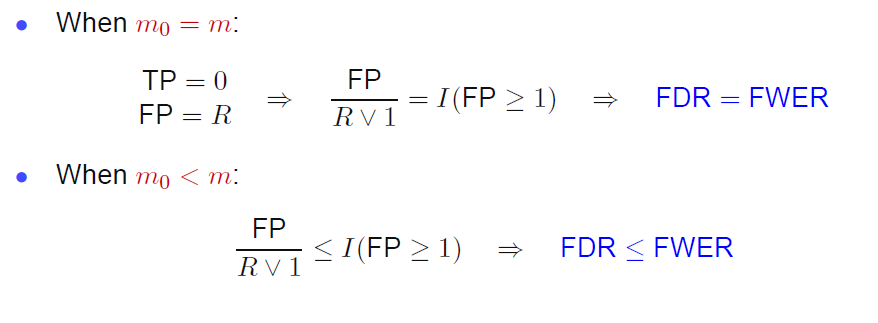 • When m₀ = m:
TP = 0
FP = R ⇒ FP / (R ∨ 1) = I(FP ≥ 1) ⇒ FDR = FWER
• When m₀ < m:
FP / (R ∨ 1) ≤ I(FP ≥ 1) ⇒ FDR ≤ FWER